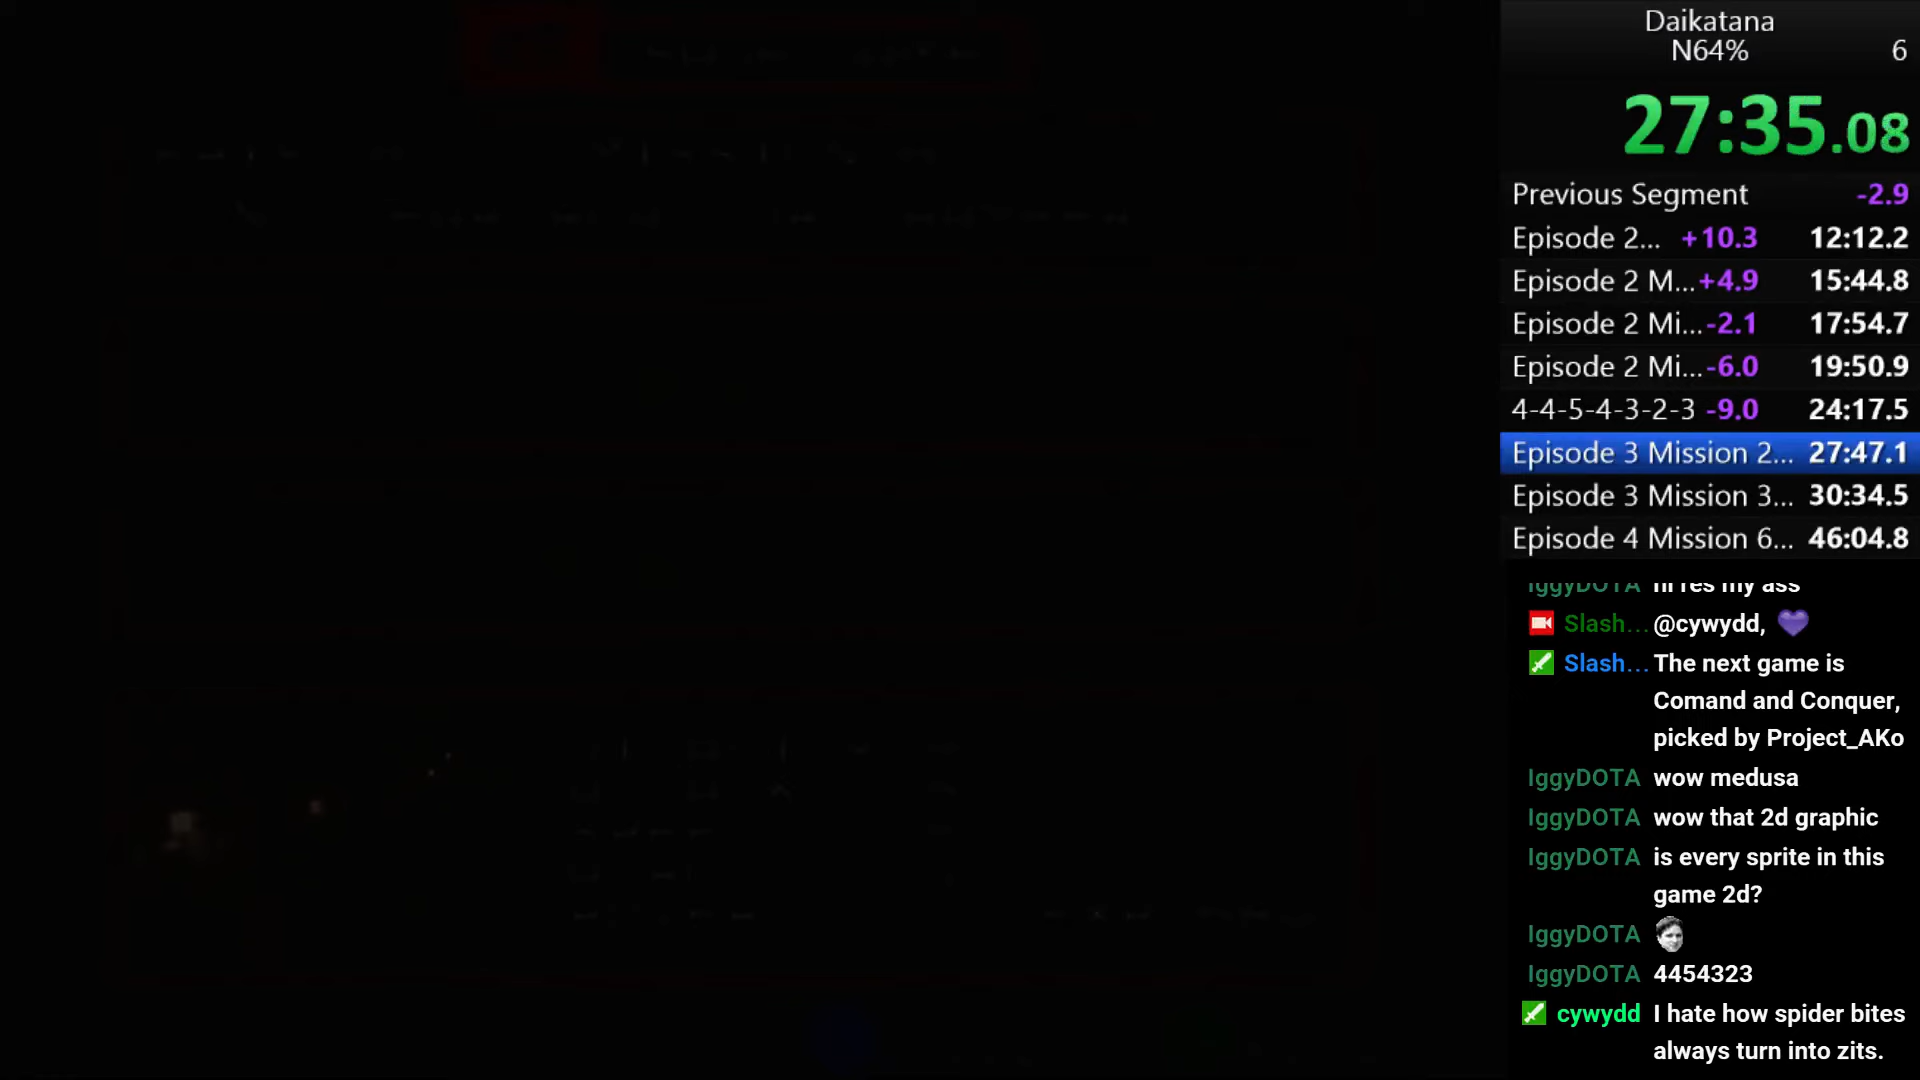 Daikatana
N64% 6
27:35.08
Previous Segment -2.9
Episode 2... +10.3 12:12.2
Episode 2 M... +4.9 15:44.8
Episode 2 Mi... -2.1 17:54.7
Episode 2 Mi... -6.0 19:50.9
4-4-5-4-3-2-3 -9.0 24:17.5
Episode 3 Mission 2... 27:47.1
Episode 3 Mission 3... 30:34.5
Episode 4 Mission 6... 46:04.8
IggyDOTA hi res my ass
Slash... @cywydd,
Slash... The next game is
Comand and Conquer,
picked by Project_AKo
IggyDOTA wow medusa
IggyDOTA wow that 2d graphic
IggyDOTA is every sprite in this
game 2d?
IggyDOTA
IggyDOTA 4454323
cywydd I hate how spider bites
always turn into zits.